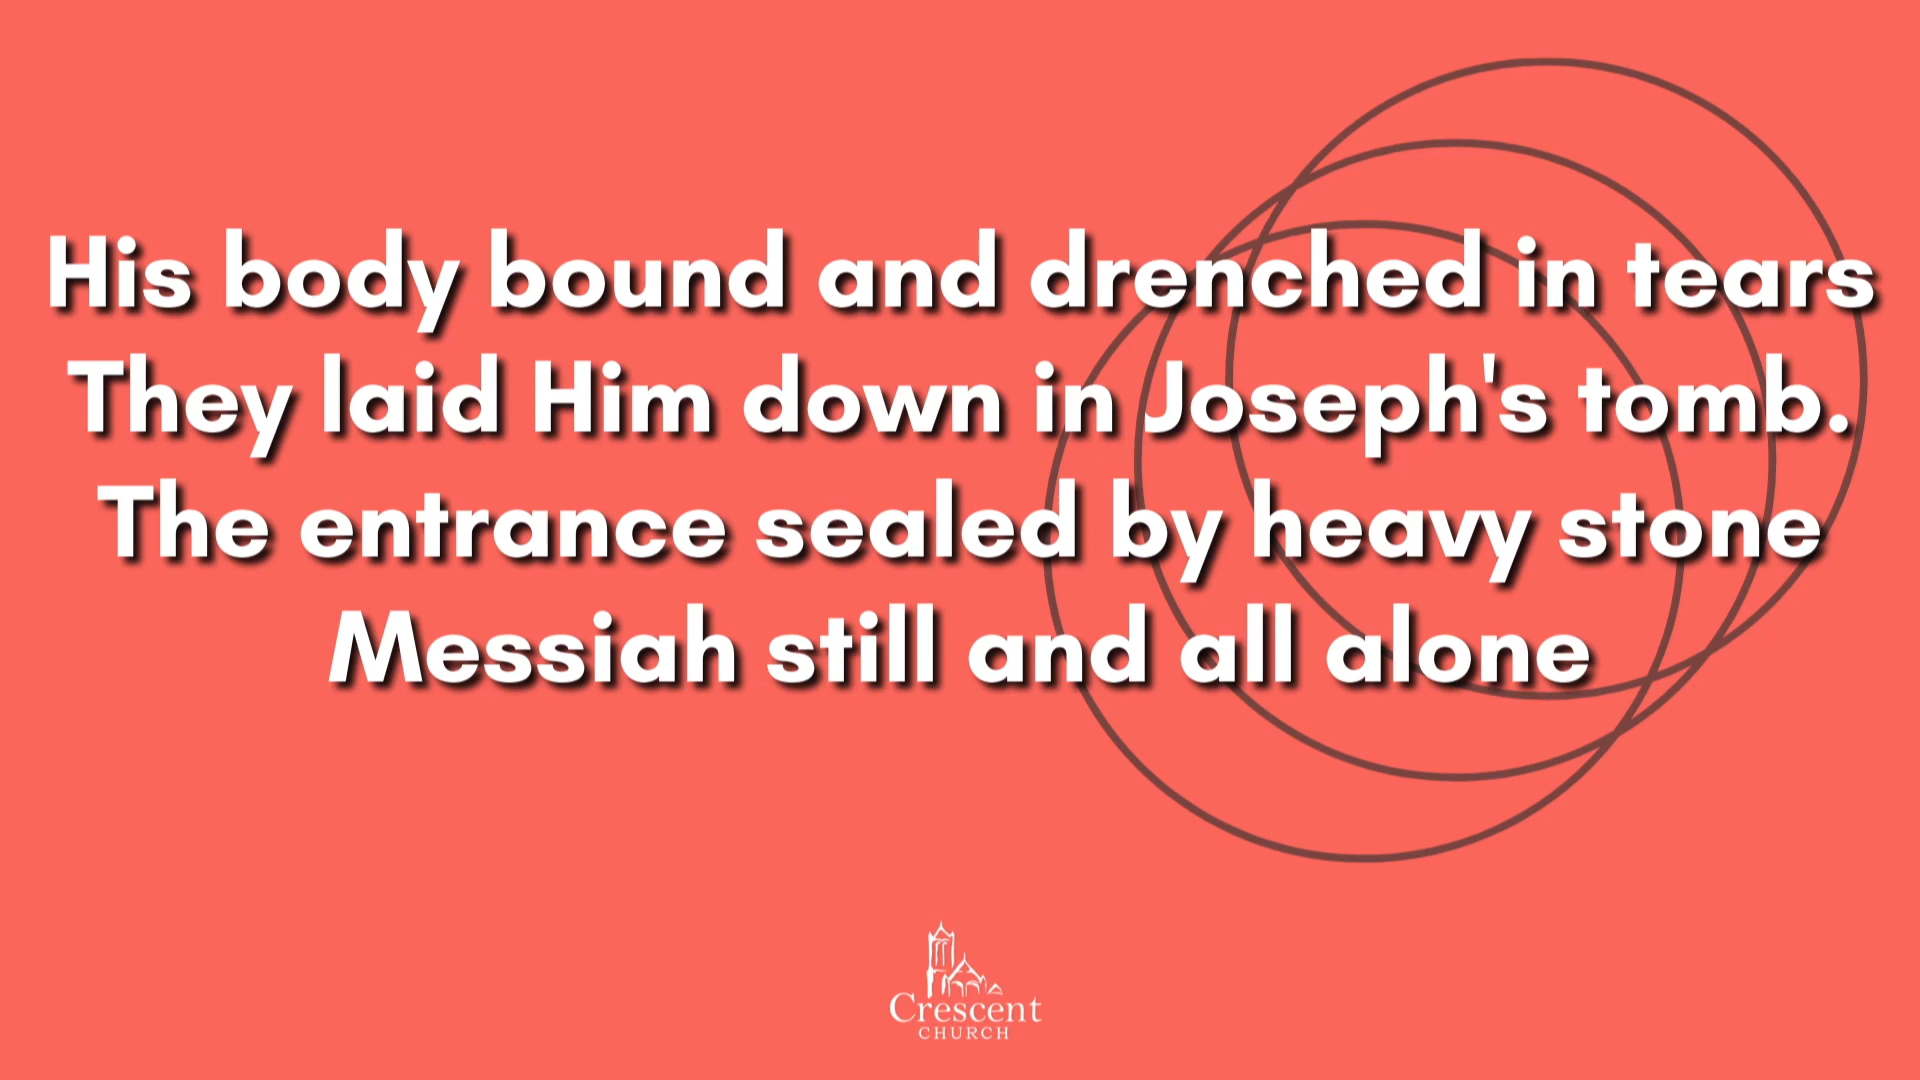 His body bound and drenched in tears
They laid Him down in Joseph's tomb.
The entrance sealed by heavy stone
Messiah still and all alone
Crescent
CHURCH